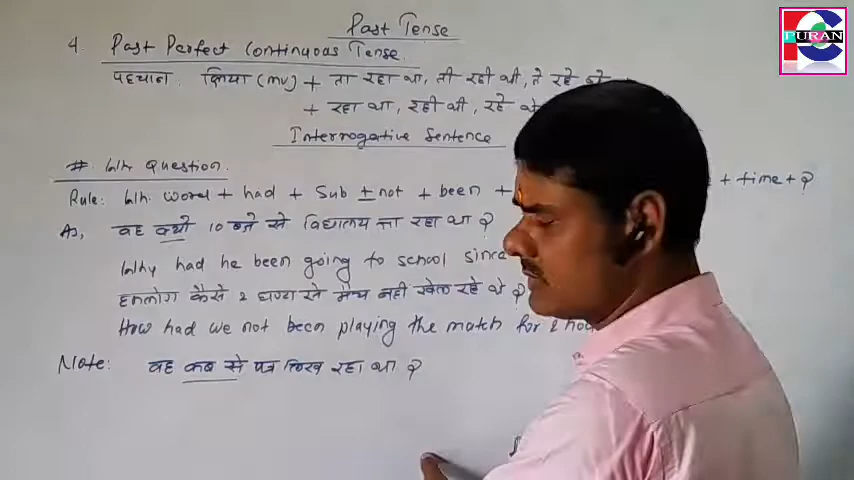 Past Tense
PURAN
4. Past Perfect Continuous Tense.
पहचान. क्रिया (mv) + ता रहा था, ती रही थी, ते रहे थे
+ रहा था, रही थी, रहे थे
Interrogative Sentence
# Wh Question.
Rule: Wh. word + had + Sub ± not + been + + time + ?
As, वह क्यों 10 बजे से विद्यालय जा रहा था ?
Why had he been going to school since
हमलोग कैसे 2 घण्टा से मैच नहीं खेल रहे थे ?
How had we not been playing the match for 2
Note: वह कब से पत्र लिख रहा था ?